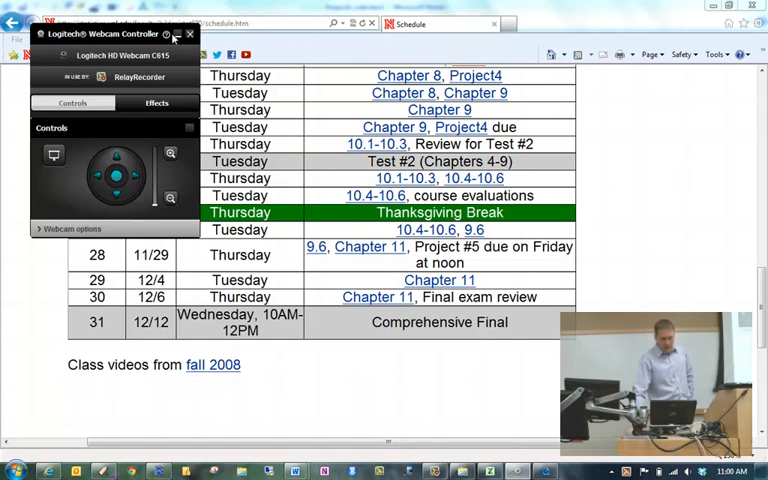 /schedule.htm
Schedule
Page
Safety
Tools
Logitech® Webcam Controller
Logitech HD Webcam C615
IN USE BY: RelayRecorder
Controls Effects
Controls
Webcam options
Thursday Chapter 8, Project4
Tuesday Chapter 8, Chapter 9
Thursday Chapter 9
Tuesday Chapter 9, Project4 due
Thursday 10.1-10.3, Review for Test #2
Tuesday Test #2 (Chapters 4-9)
Thursday 10.1-10.3, 10.4-10.6
Tuesday 10.4-10.6, course evaluations
Thursday Thanksgiving Break
Tuesday 10.4-10.6, 9.6
28 11/29 Thursday 9.6, Chapter 11, Project #5 due on Friday
at noon
29 12/4 Tuesday Chapter 11
30 12/6 Thursday Chapter 11, Final exam review
31 12/12 Wednesday, 10AM-
12PM Comprehensive Final
Class videos from fall 2008
11:00 AM